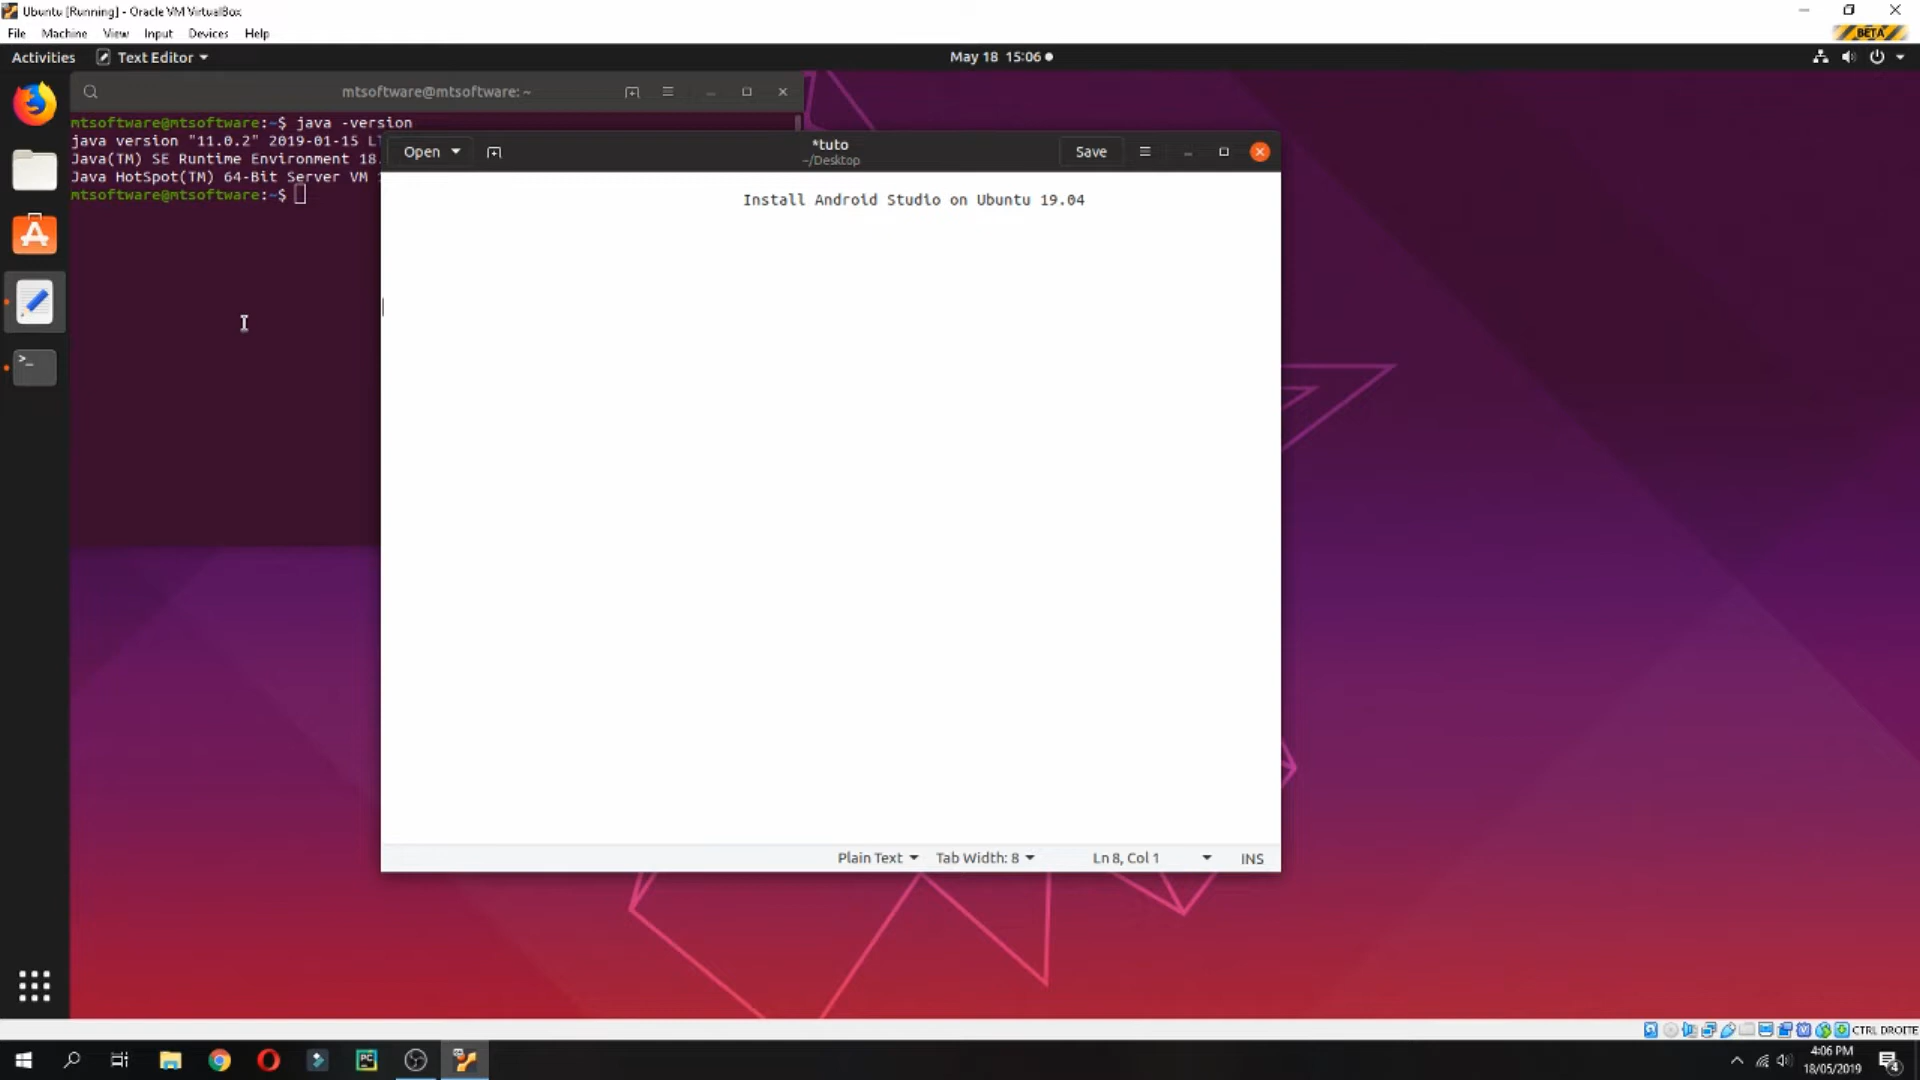 Ubuntu [Running] - Oracle VM VirtualBox
File Machine View Input Devices Help
BETA
Activities Text Editor May 18 15:06
mtsoftware@mtsoftware: ~
mtsoftware@mtsoftware:~$ java -version
java version "11.0.2" 2019-01-15 L
Java(TM) SE Runtime Environment 18.
Java HotSpot(TM) 64-Bit Server VM
mtsoftware@mtsoftware:~$
Open *tuto Save
~/Desktop
Install Android Studio on Ubuntu 19.04
Plain Text Tab Width: 8 Ln 8, Col 1 INS
CTRL DROITE
4:06 PM
18/05/2019
4